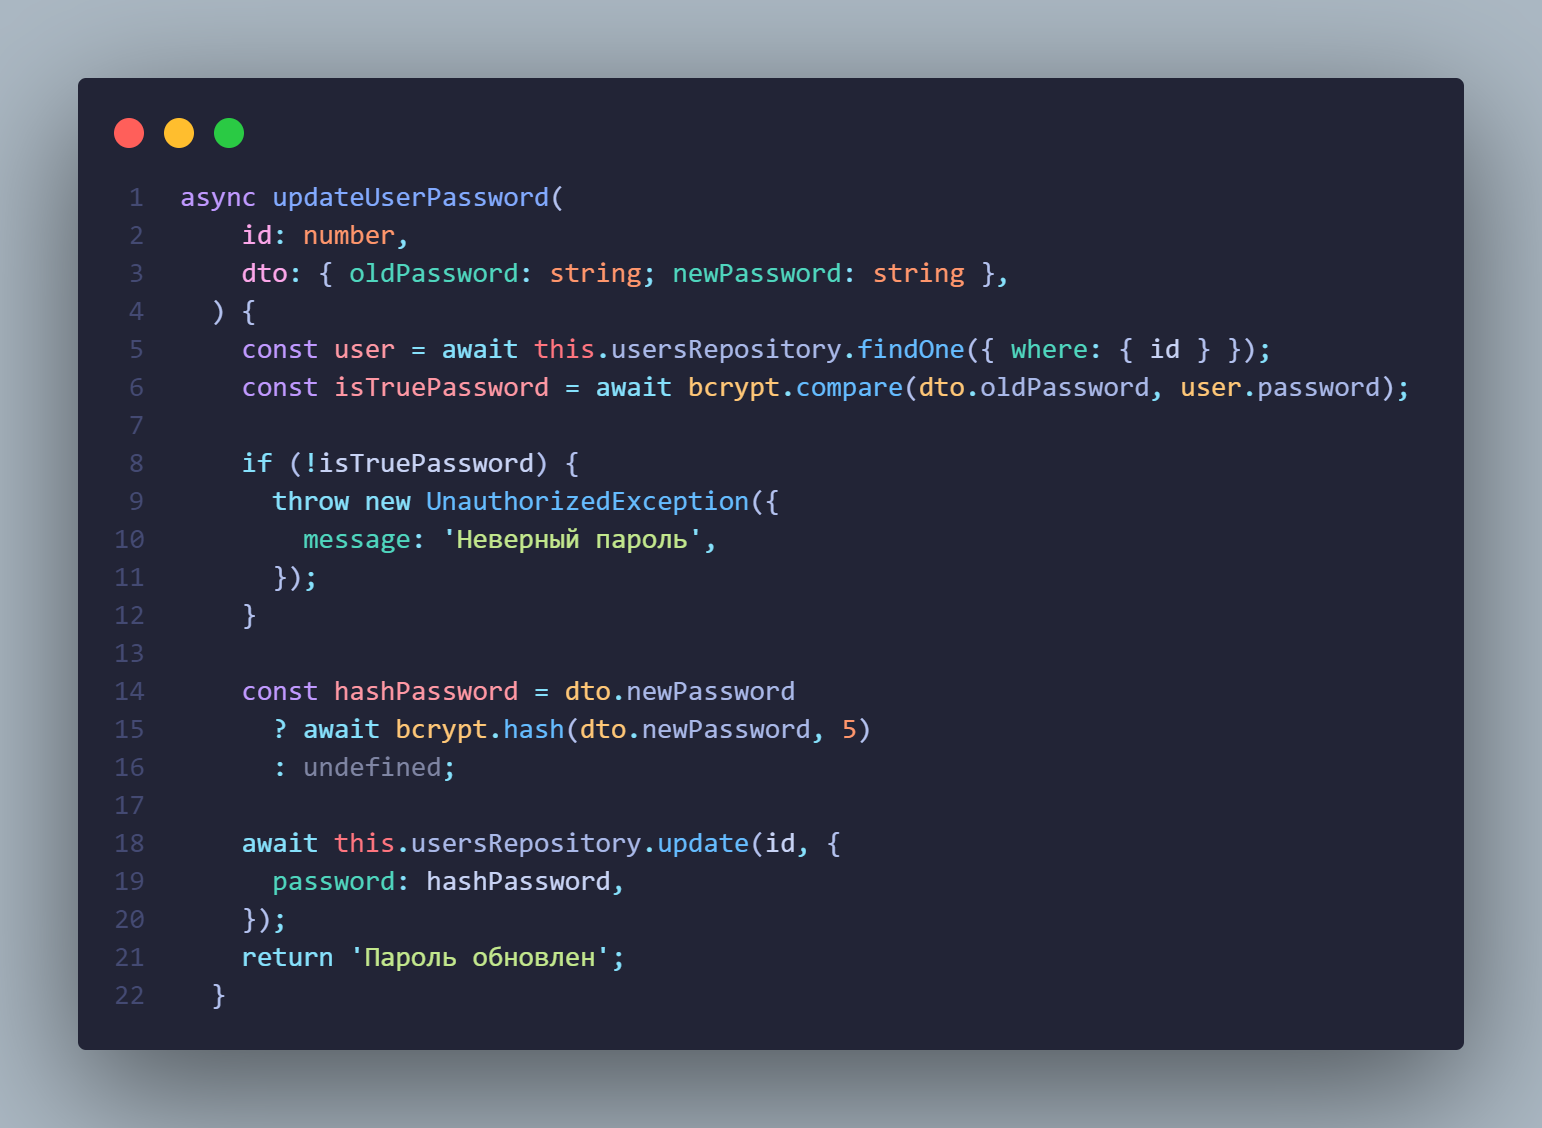 1 async updateUserPassword(
2 id: number,
3 dto: { oldPassword: string; newPassword: string },
4 ) {
5 const user = await this.usersRepository.findOne({ where: { id } });
6 const isTruePassword = await bcrypt.compare(dto.oldPassword, user.password);
7
8 if (!isTruePassword) {
9 throw new UnauthorizedException({
10 message: 'Неверный пароль',
11 });
12 }
13
14 const hashPassword = dto.newPassword
15 ? await bcrypt.hash(dto.newPassword, 5)
16 : undefined;
17
18 await this.usersRepository.update(id, {
19 password: hashPassword,
20 });
21 return 'Пароль обновлен';
22 }